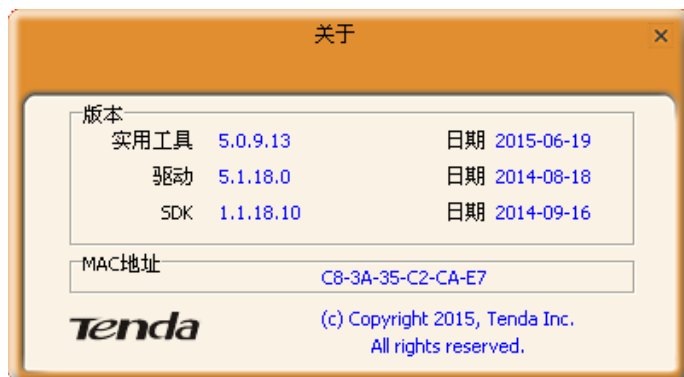 关于
版本
实用工具 5.0.9.13 日期 2015-06-19
驱动 5.1.18.0 日期 2014-08-18
SDK 1.1.18.10 日期 2014-09-16
MAC地址
C8-3A-35-C2-CA-E7
Tenda (c) Copyright 2015, Tenda Inc.
All rights reserved.